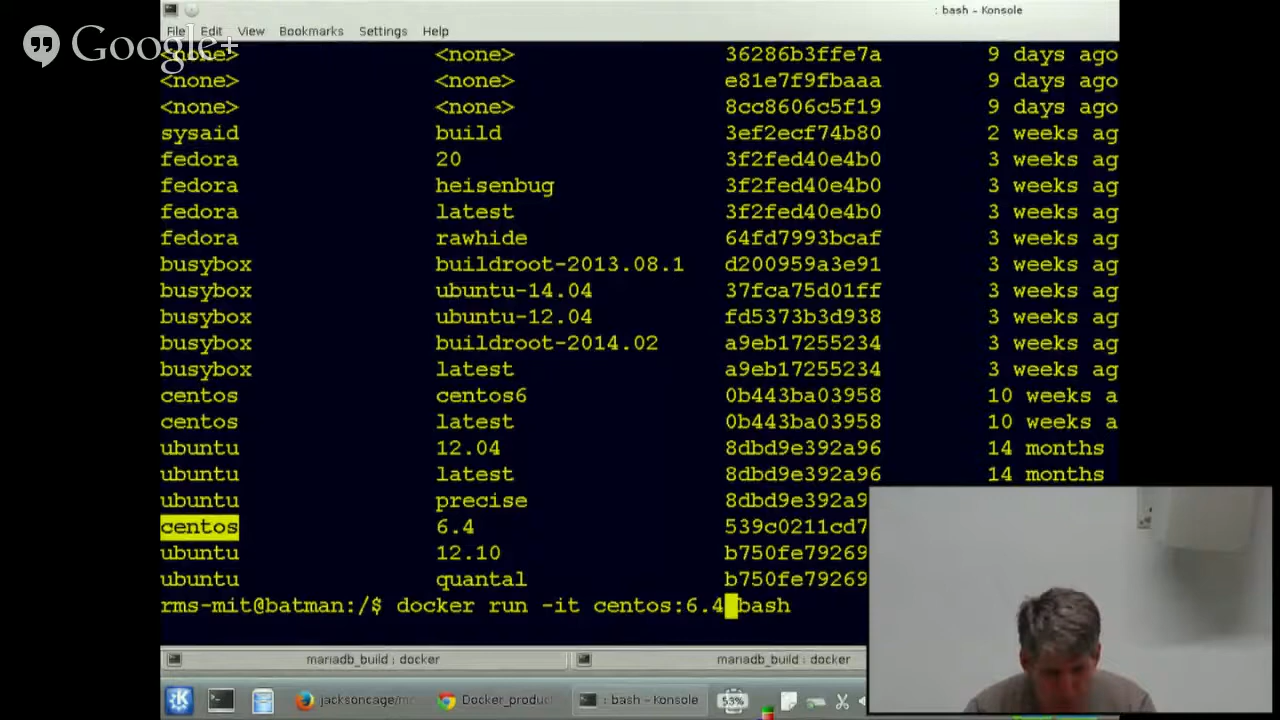 : bash - Konsole
Google+
File Edit View Bookmarks Settings Help
<none> <none> 36286b3ffe7a 9 days ago
<none> <none> e81e7f9fbaaa 9 days ago
<none> <none> 8cc8606c5f19 9 days ago
sysaid build 3ef2ecf74b80 2 weeks ag
fedora 20 3f2fed40e4b0 3 weeks ag
fedora heisenbug 3f2fed40e4b0 3 weeks ag
fedora latest 3f2fed40e4b0 3 weeks ag
fedora rawhide 64fd7993bcaf 3 weeks ag
busybox buildroot-2013.08.1 d200959a3e91 3 weeks ag
busybox ubuntu-14.04 37fca75d01ff 3 weeks ag
busybox ubuntu-12.04 fd5373b3d938 3 weeks ag
busybox buildroot-2014.02 a9eb17255234 3 weeks ag
busybox latest a9eb17255234 3 weeks ag
centos centos6 0b443ba03958 10 weeks a
centos latest 0b443ba03958 10 weeks a
ubuntu 12.04 8dbd9e392a96 14 months
ubuntu latest 8dbd9e392a96 14 months
ubuntu precise 8dbd9e392a9
centos 6.4 539c0211cd7
ubuntu 12.10 b750fe79269
ubuntu quantal b750fe79269
rms-mit@batman:/$ docker run -it centos:6.4 bash
mariadb_build : docker mariadb_build : docker
jacksoncage/m Docker_produc : bash - Konsole 53%